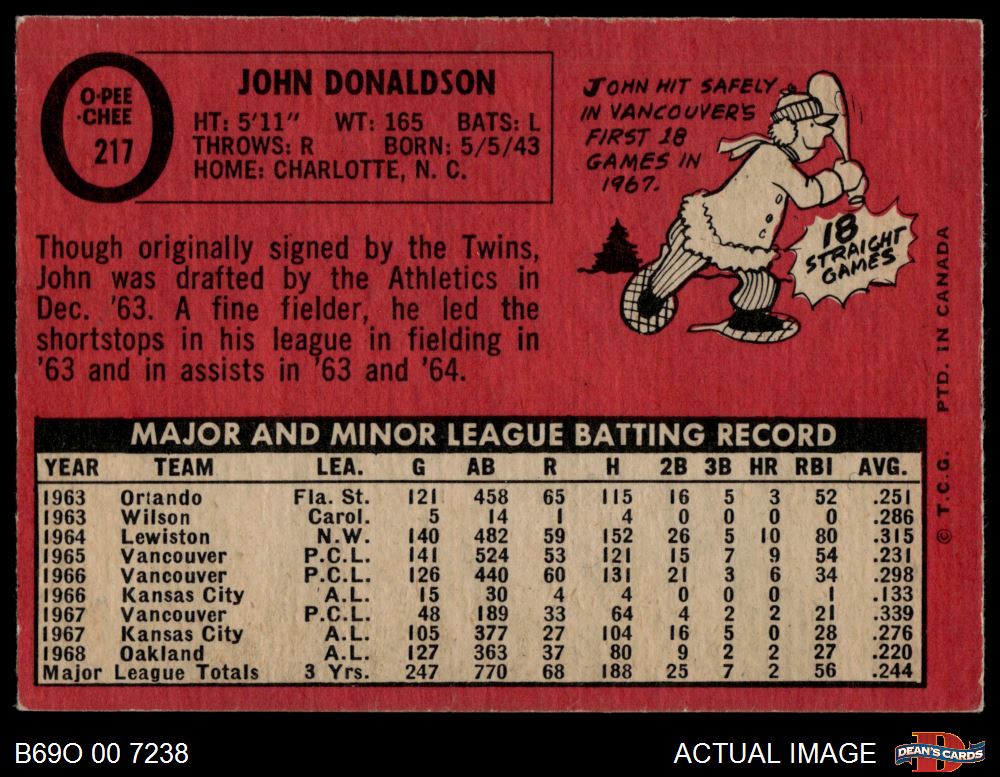 O-PEE
-CHEE
217
JOHN DONALDSON
HT: 5'11" WT: 165 BATS: L
THROWS: R BORN: 5/5/43
HOME: CHARLOTTE, N. C.
JOHN HIT SAFELY
IN VANCOUVER'S
FIRST 18
GAMES IN
1967.
18
STRAIGHT
GAMES
Though originally signed by the Twins,
John was drafted by the Athletics in
Dec. '63. A fine fielder, he led the
shortstops in his league in fielding in
'63 and in assists in '63 and '64.
© T.C.G. PTD. IN CANADA
MAJOR AND MINOR LEAGUE BATTING RECORD
YEAR TEAM LEA. G AB R H 2B 3B HR RBI AVG.
1963 Orlando Fla. St. 121 458 65 115 16 5 3 52 .251
1963 Wilson Carol. 5 14 1 4 0 0 0 0 .286
1964 Lewiston N.W. 140 482 59 152 26 5 10 80 .315
1965 Vancouver P.C.L. 141 524 53 121 15 7 9 54 .231
1966 Vancouver P.C.L. 126 440 60 131 21 3 6 34 .298
1966 Kansas City A.L. 15 30 4 4 0 0 0 1 .133
1967 Vancouver P.C.L. 48 189 33 64 4 2 2 21 .339
1967 Kansas City A.L. 105 377 27 104 16 5 0 28 .276
1968 Oakland A.L. 127 363 37 80 9 2 2 27 .220
Major League Totals 3 Yrs. 247 770 68 188 25 7 2 56 .244
B69O 00 7238
ACTUAL IMAGE
DEAN'S CARDS